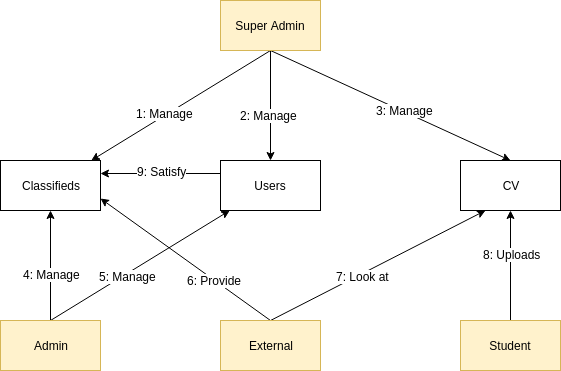 Super Admin
1: Manage
2: Manage
3: Manage
9: Satisfy
Classifieds
Users
CV
4: Manage
5: Manage
6: Provide
7: Look at
8: Uploads
Admin
External
Student